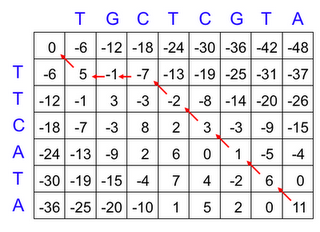 T G C T C G T A
0 -6 -12 -18 -24 -30 -36 -42 -48
T -6 5 -1 -7 -13 -19 -25 -31 -37
T -12 -1 3 -3 -2 -8 -14 -20 -26
C -18 -7 -3 8 2 3 -3 -9 -15
A -24 -13 -9 2 6 0 1 -5 -4
T -30 -19 -15 -4 7 4 -2 6 0
A -36 -25 -20 -10 1 5 2 0 11